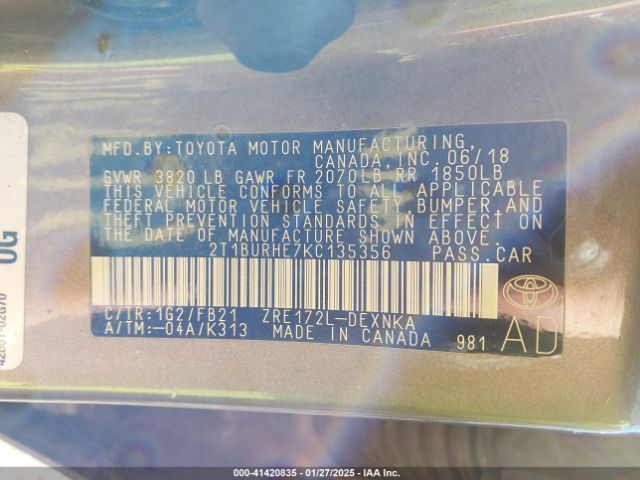 MFD.BY:TOYOTA MOTOR MANUFACTURING,
CANADA,INC. 06/18
GVWR 3820 LB GAWR FR 2070LB RR 1850LB
THIS VEHICLE CONFORMS TO ALL APPLICABLE
FEDERAL MOTOR VEHICLE SAFETY BUMPER, AND
THEFT PREVENTION STANDARDS IN EFFECT ON
THE DATE OF MANUFACTURE SHOWN ABOVE.
2T1BURHE7KC135356 PASS.CAR
C/TR:1G2/FB21 ZRE172L-DEXNKA
A/TM:-04A/K313 MADE IN CANADA 981
AD
OG
000-41420835 - 01/27/2025 - IAA Inc.